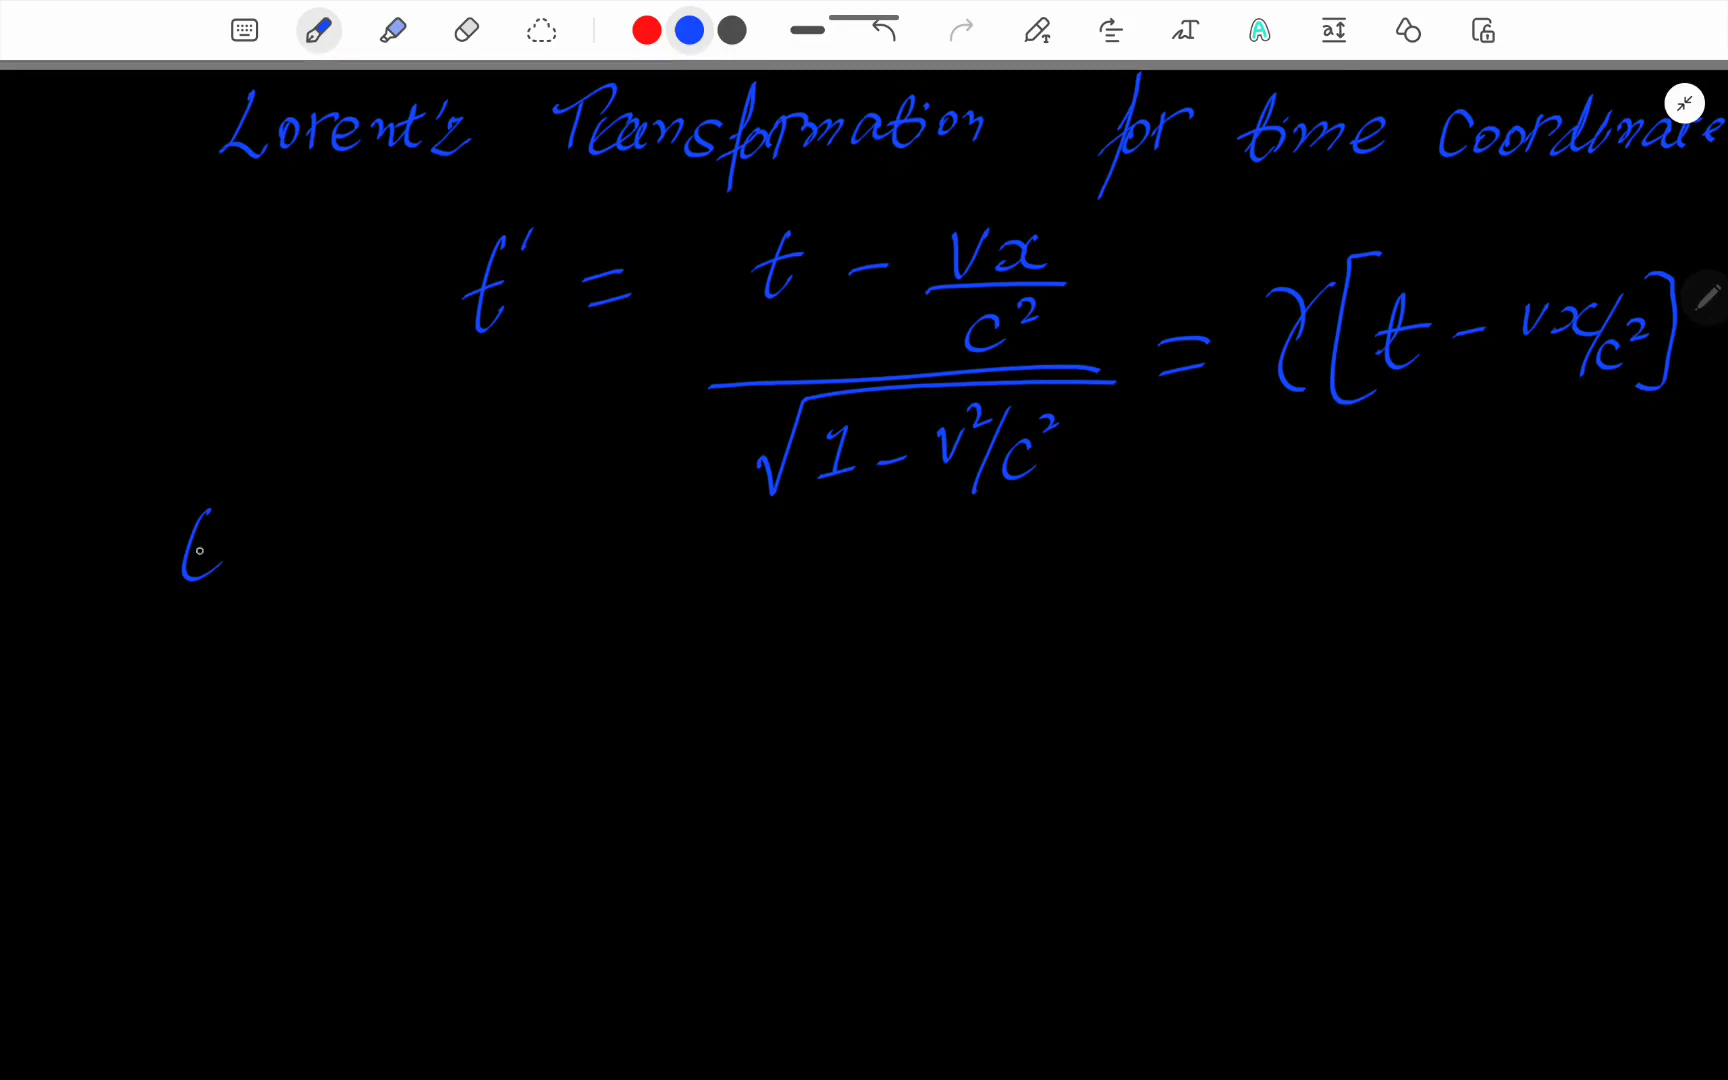 Lorentz Transformation for time Coordinate
t' = (t - vx/c²) / √(1 - v²/c²) = γ[t - vx/c²]
(